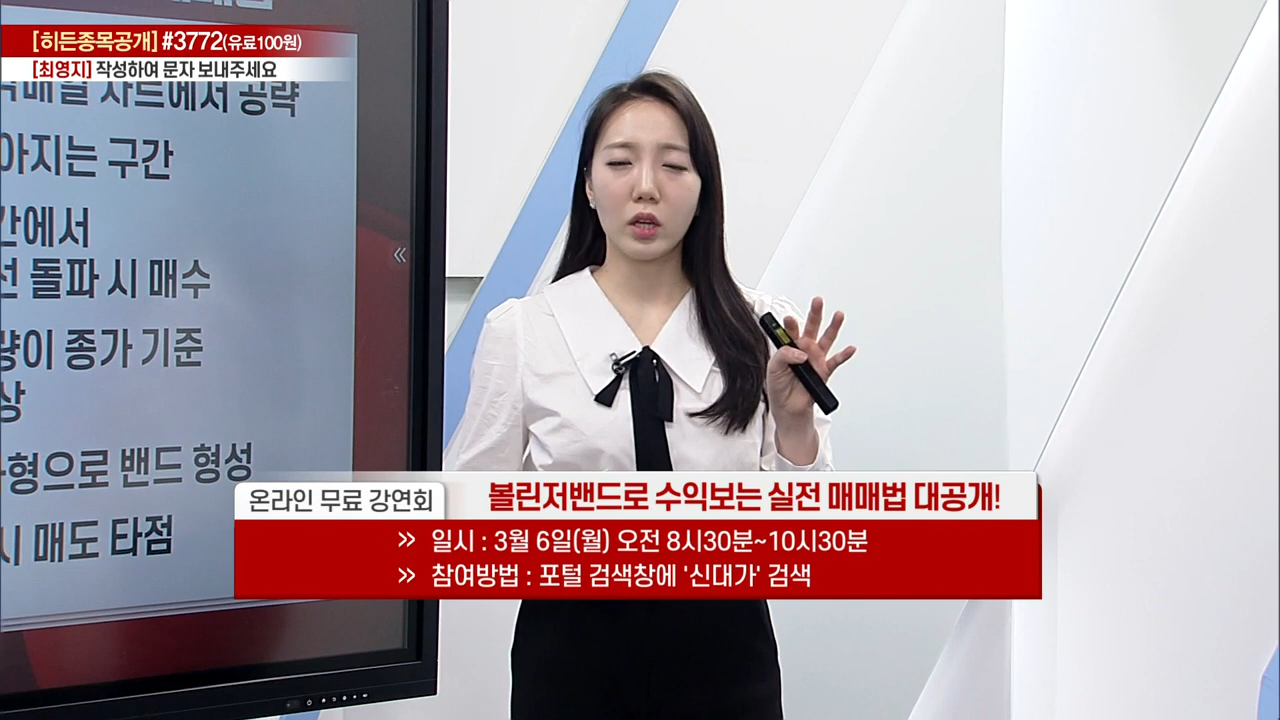 [히든종목공개] #3772(유료100원)
[최영지] 작성하여 문자 보내주세요
차트에서 공략
아지는 구간
간에서
선 돌파 시 매수
량이 종가 기준
상
형으로 밴드 형성
시 매도 타점
온라인 무료 강연회
볼린저밴드로 수익보는 실전 매매법 대공개!
» 일시 : 3월 6일(월) 오전 8시30분~10시30분
» 참여방법 : 포털 검색창에 '신대가' 검색